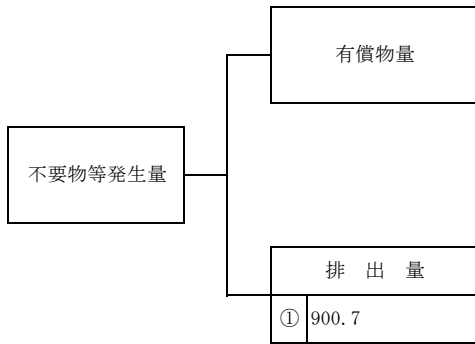 有償物量
不要物等発生量
排 出 量
① 900.7